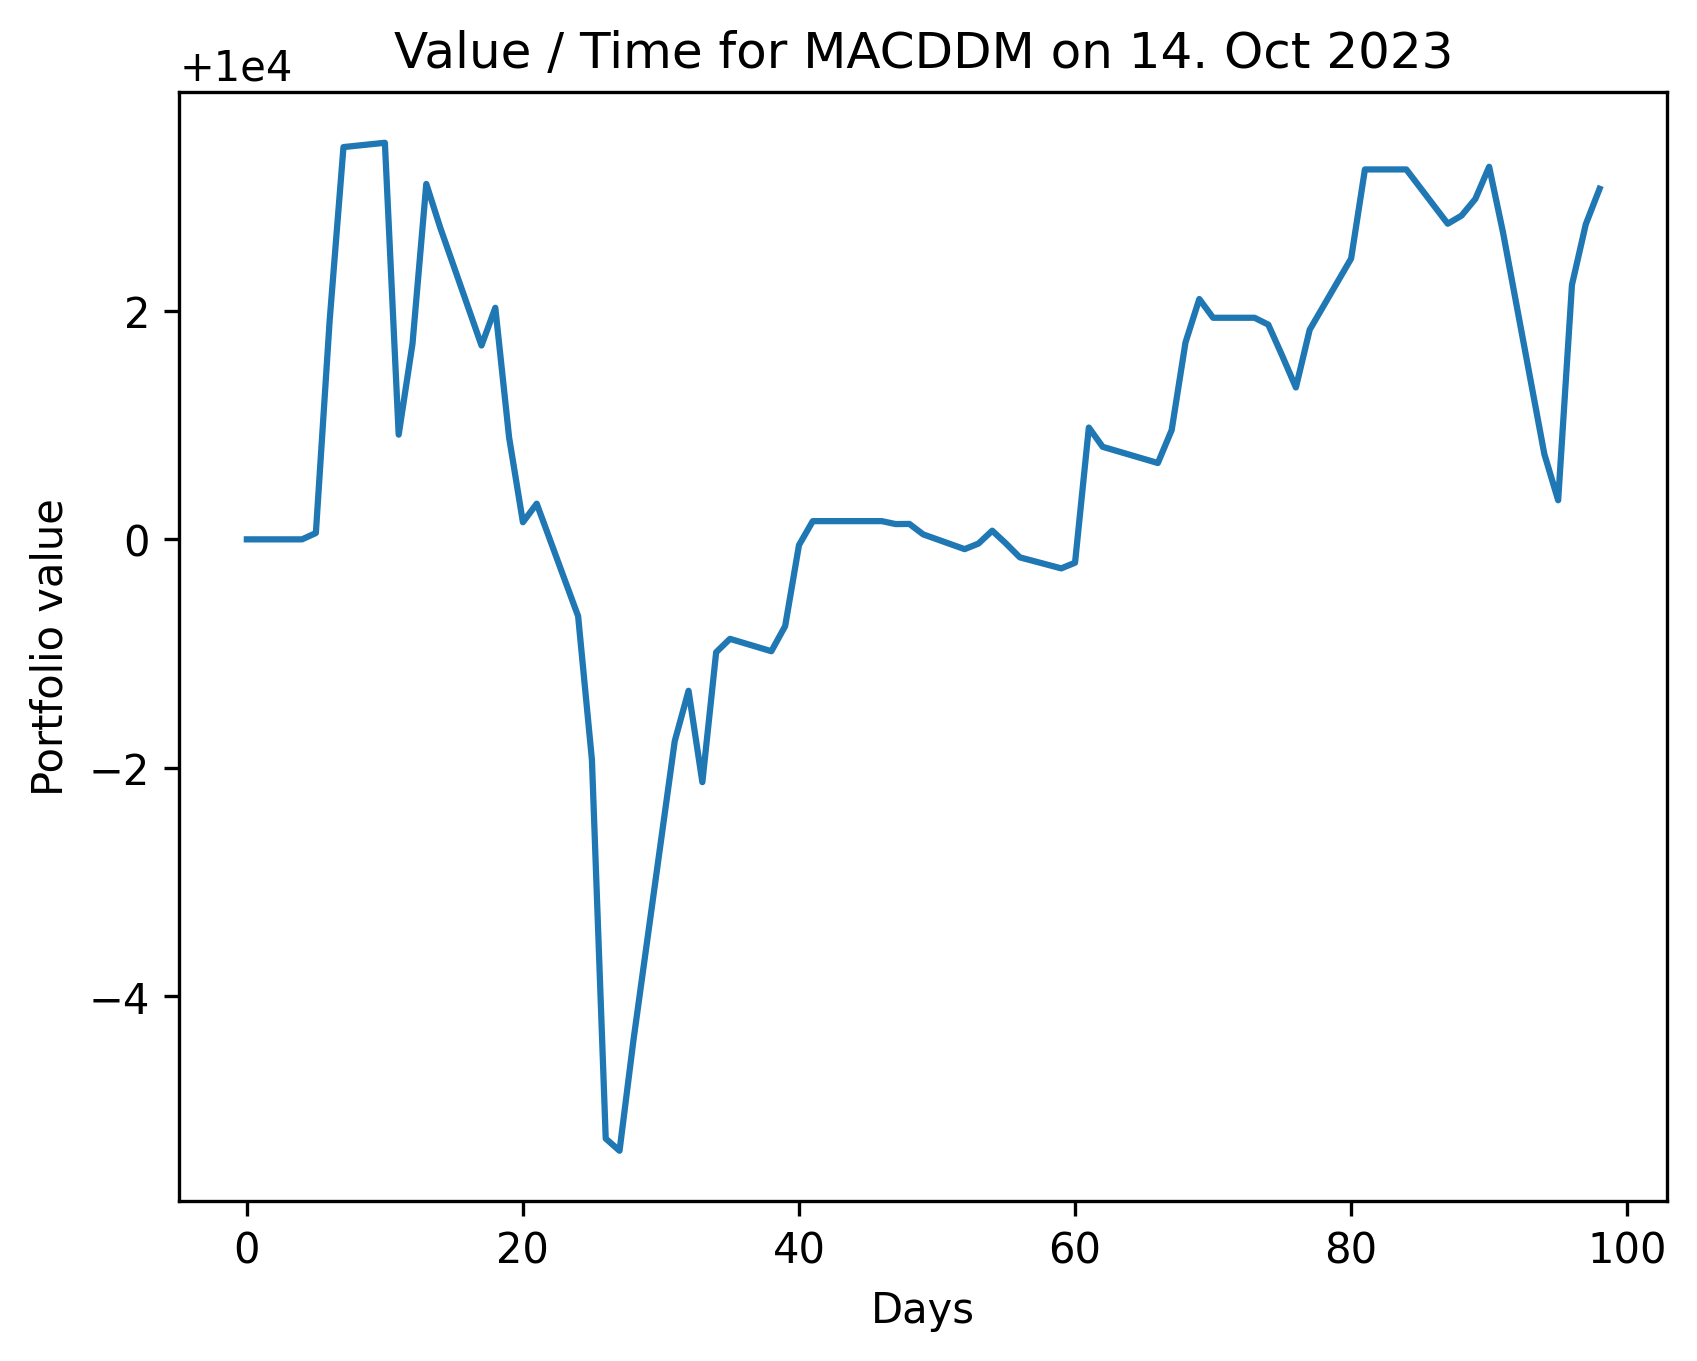 Value / Time for MACDDM on 14. Oct 2023
+1e4
2
0
−2
−4
Portfolio value
0 20 40 60 80 100
Days